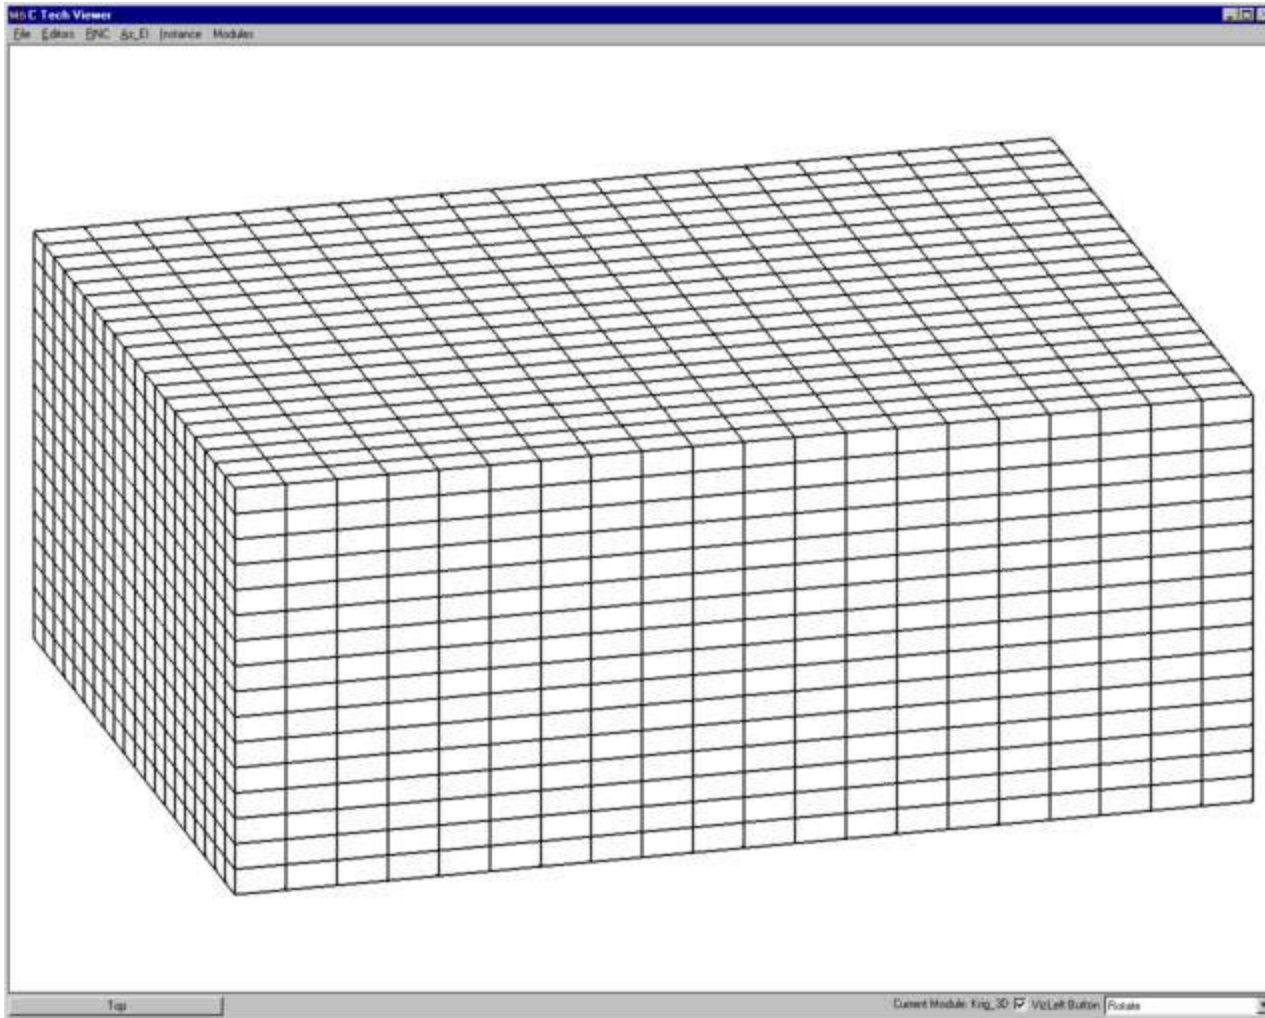 C Tech Viewer
File Editors Instance Modules
Top
Current Module: Krig_3D Viz Left Button Rotate